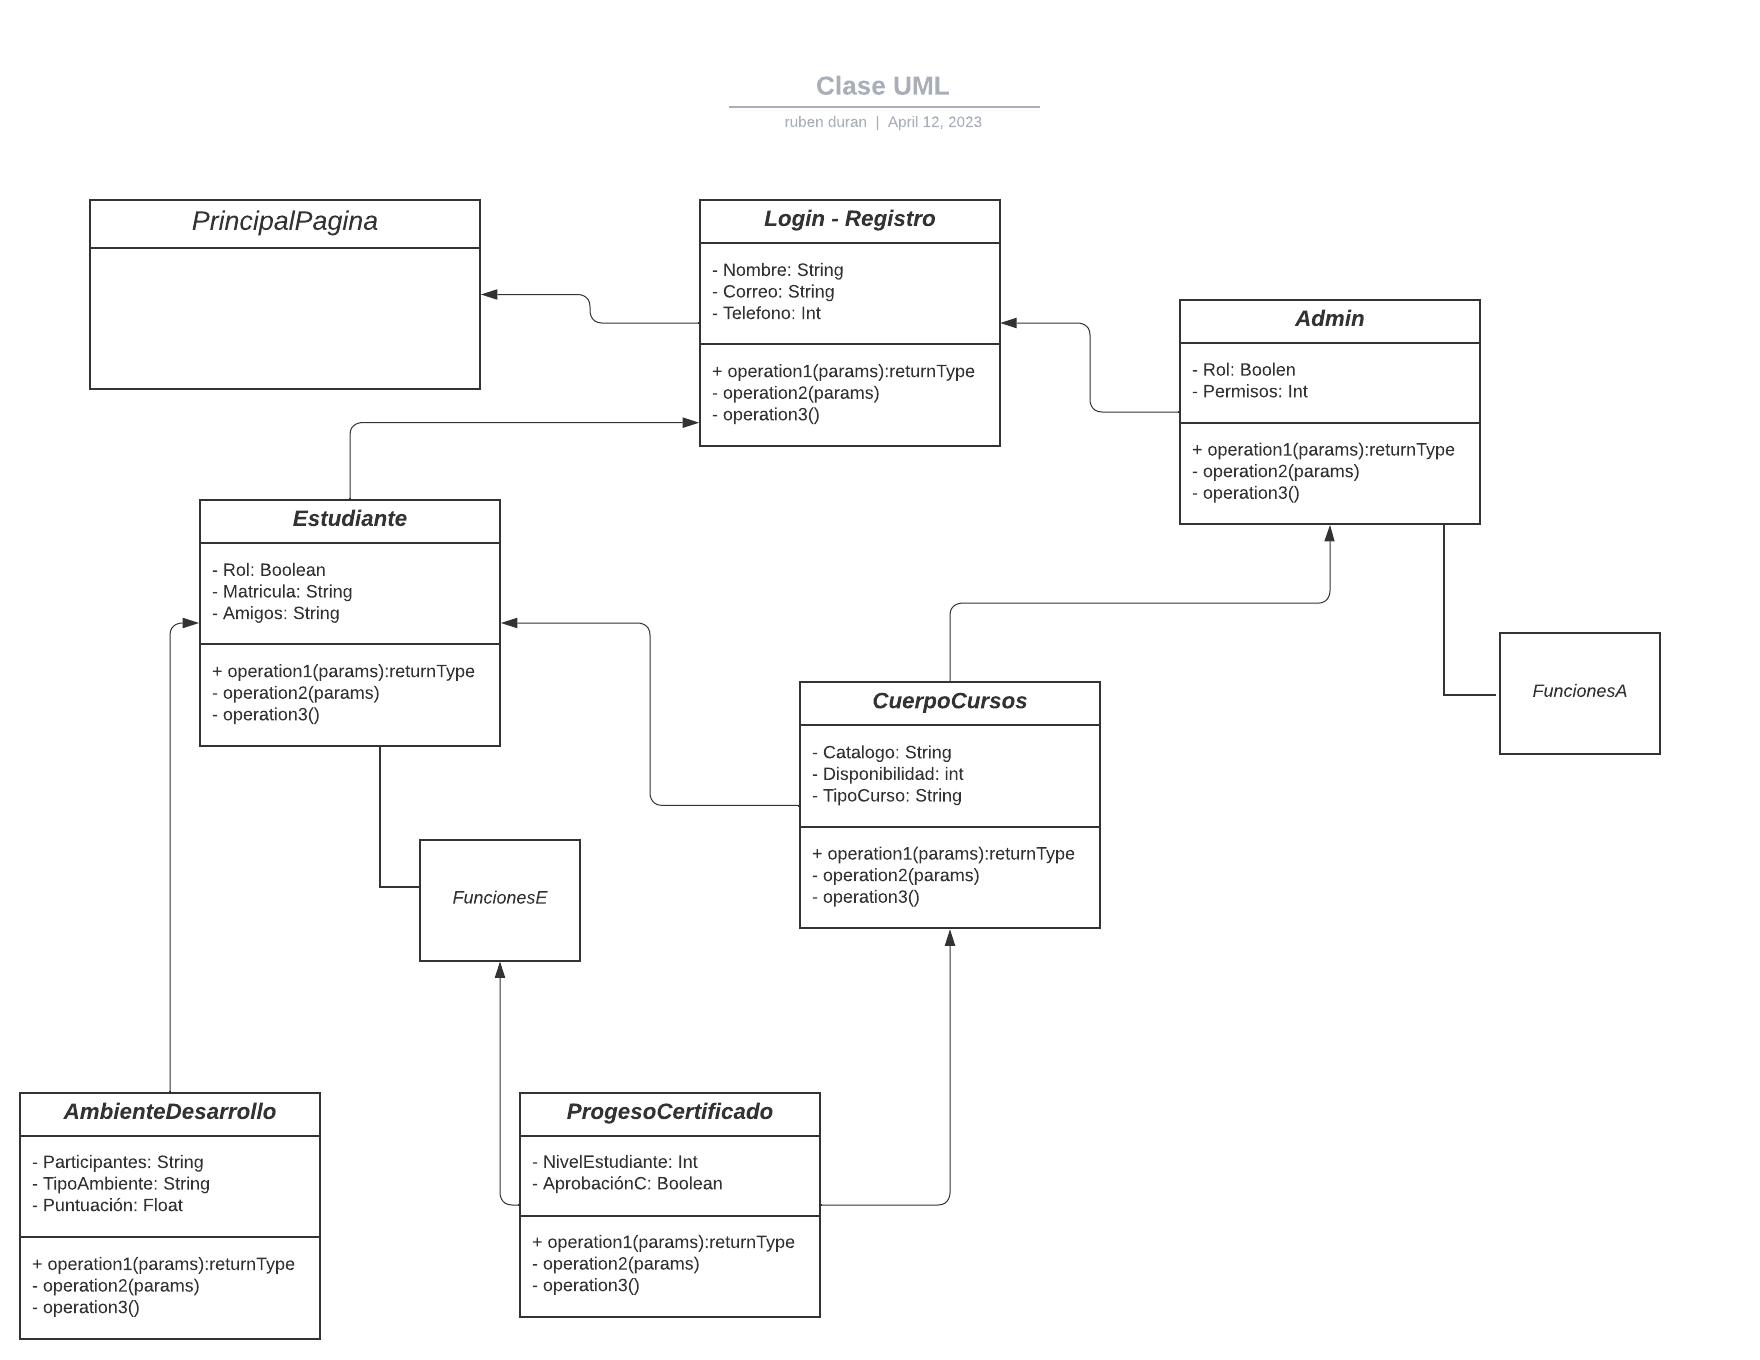 Clase UML
ruben duran | April 12, 2023
PrincipalPagina
Login - Registro
- Nombre: String
- Correo: String
- Telefono: Int
+ operation1(params):returnType
- operation2(params)
- operation3()
Admin
- Rol: Boolen
- Permisos: Int
+ operation1(params):returnType
- operation2(params)
- operation3()
Estudiante
- Rol: Boolean
- Matricula: String
- Amigos: String
+ operation1(params):returnType
- operation2(params)
- operation3()
FuncionesA
CuerpoCursos
- Catalogo: String
- Disponibilidad: int
- TipoCurso: String
+ operation1(params):returnType
- operation2(params)
- operation3()
FuncionesE
AmbienteDesarrollo
- Participantes: String
- TipoAmbiente: String
- Puntuación: Float
+ operation1(params):returnType
- operation2(params)
- operation3()
ProgesoCertificado
- NivelEstudiante: Int
- AprobaciónC: Boolean
+ operation1(params):returnType
- operation2(params)
- operation3()